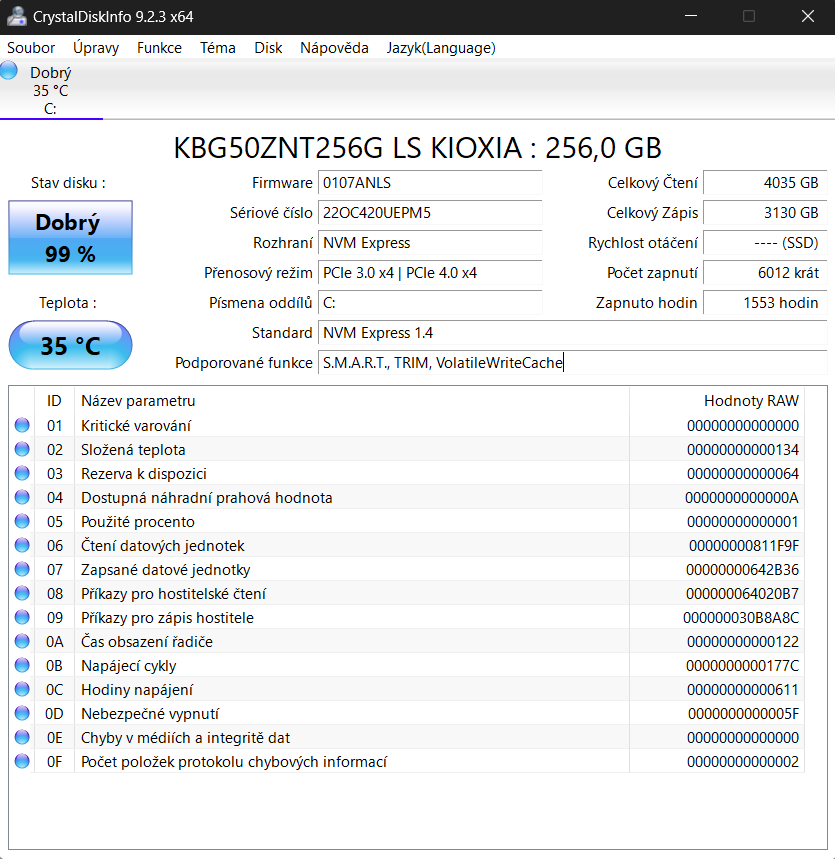 CrystalDiskInfo 9.2.3 x64
Soubor Úpravy Funkce Téma Disk Nápověda Jazyk(Language)
Dobrý
35 °C
C:
KBG50ZNT256G LS KIOXIA : 256,0 GB
Stav disku :
Dobrý
99 %
Teplota :
35 °C
Firmware 0107ANLS Celkový Čtení 4035 GB
Sériové číslo 22OC420UEPM5 Celkový Zápis 3130 GB
Rozhraní NVM Express Rychlost otáčení ---- (SSD)
Přenosový režim PCIe 3.0 x4 | PCIe 4.0 x4 Počet zapnutí 6012 krát
Písmena oddílů C: Zapnuto hodin 1553 hodin
Standard NVM Express 1.4
Podporované funkce S.M.A.R.T., TRIM, VolatileWriteCache
ID Název parametru Hodnoty RAW
01 Kritické varování 00000000000000
02 Složená teplota 00000000000134
03 Rezerva k dispozici 00000000000064
04 Dostupná náhradní prahová hodnota 0000000000000A
05 Použité procento 00000000000001
06 Čtení datových jednotek 00000000811F9F
07 Zapsané datové jednotky 00000000642B36
08 Příkazy pro hostitelské čtení 000000064020B7
09 Příkazy pro zápis hostitele 000000030B8A8C
0A Čas obsazení řadiče 00000000000122
0B Napájecí cykly 0000000000177C
0C Hodiny napájení 00000000000611
0D Nebezpečné vypnutí 0000000000005F
0E Chyby v médiích a integritě dat 00000000000000
0F Počet položek protokolu chybových informací 00000000000002